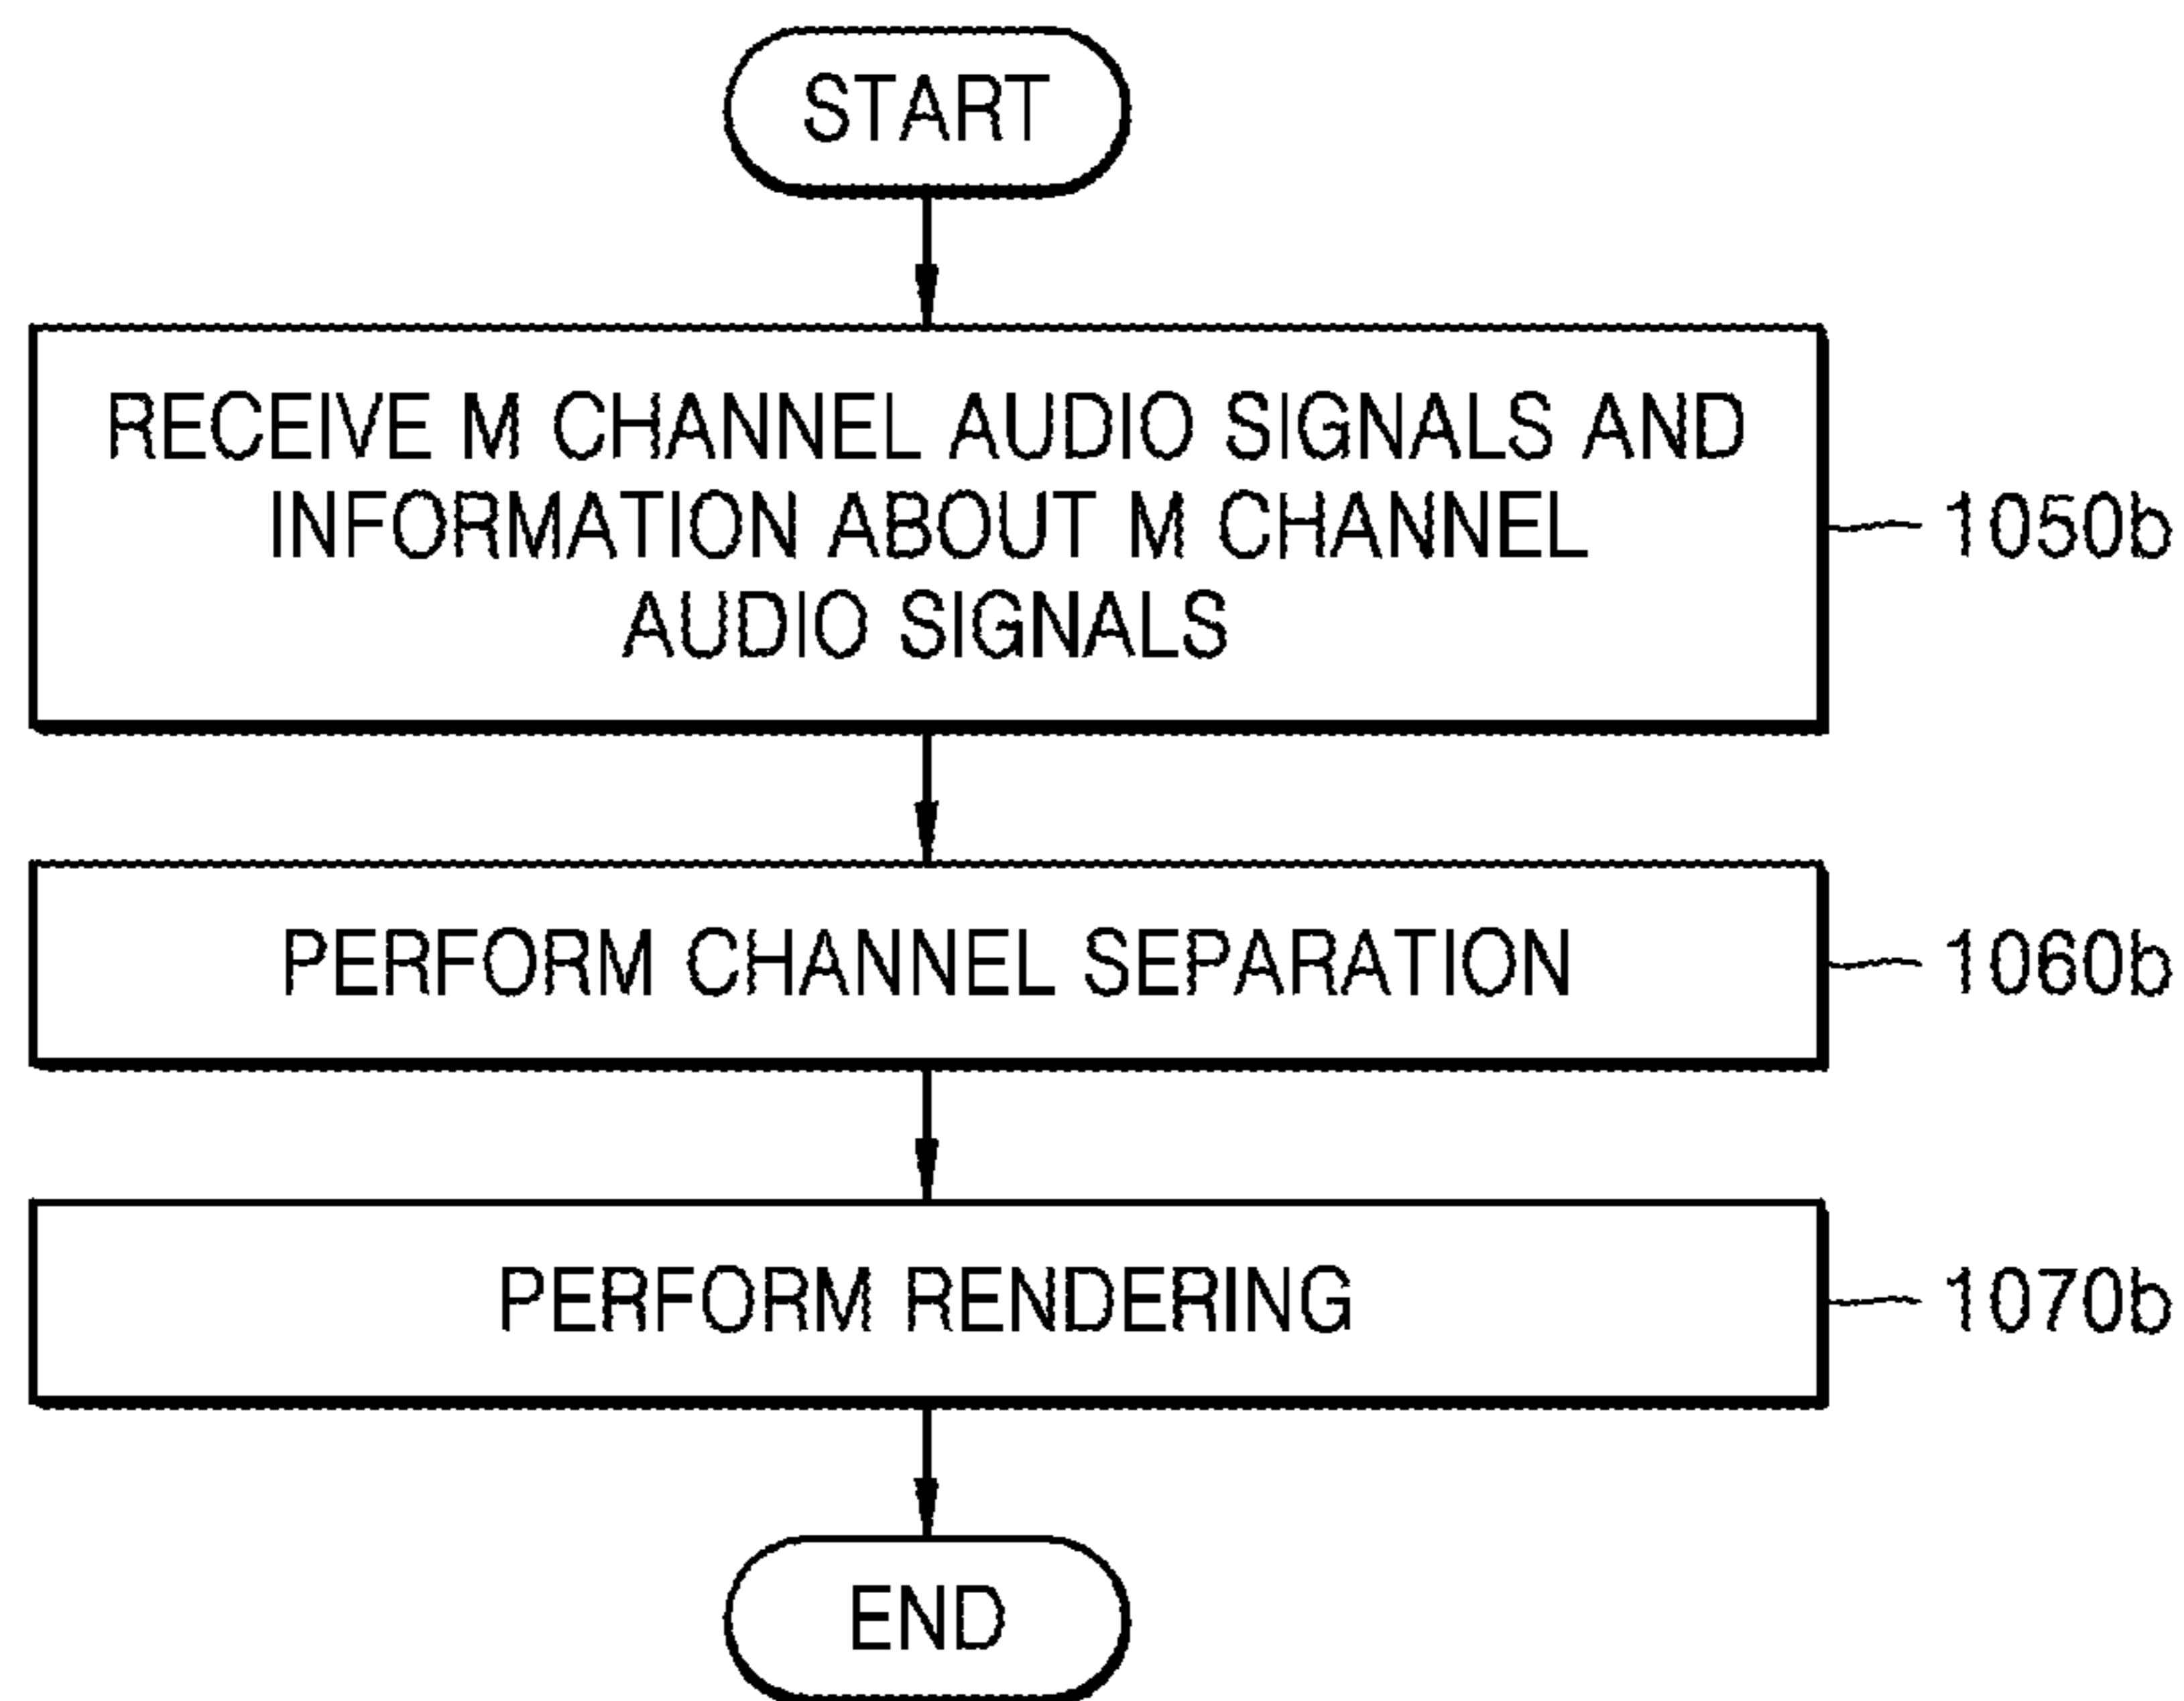 START
RECEIVE M CHANNEL AUDIO SIGNALS AND
INFORMATION ABOUT M CHANNEL
AUDIO SIGNALS
1050b
PERFORM CHANNEL SEPARATION
1060b
PERFORM RENDERING
1070b
END